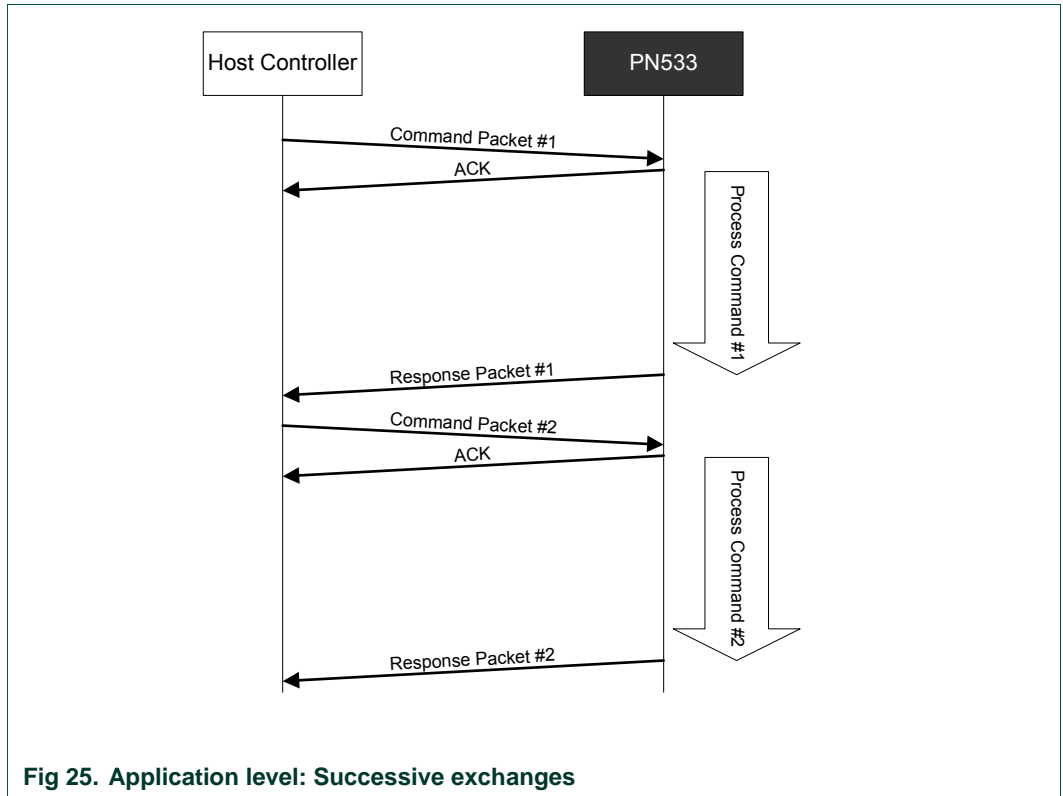 Host Controller
PN533
Command Packet #1
ACK
Process Command #1
Response Packet #1
Command Packet #2
ACK
Process Command #2
Response Packet #2
Fig 25. Application level: Successive exchanges